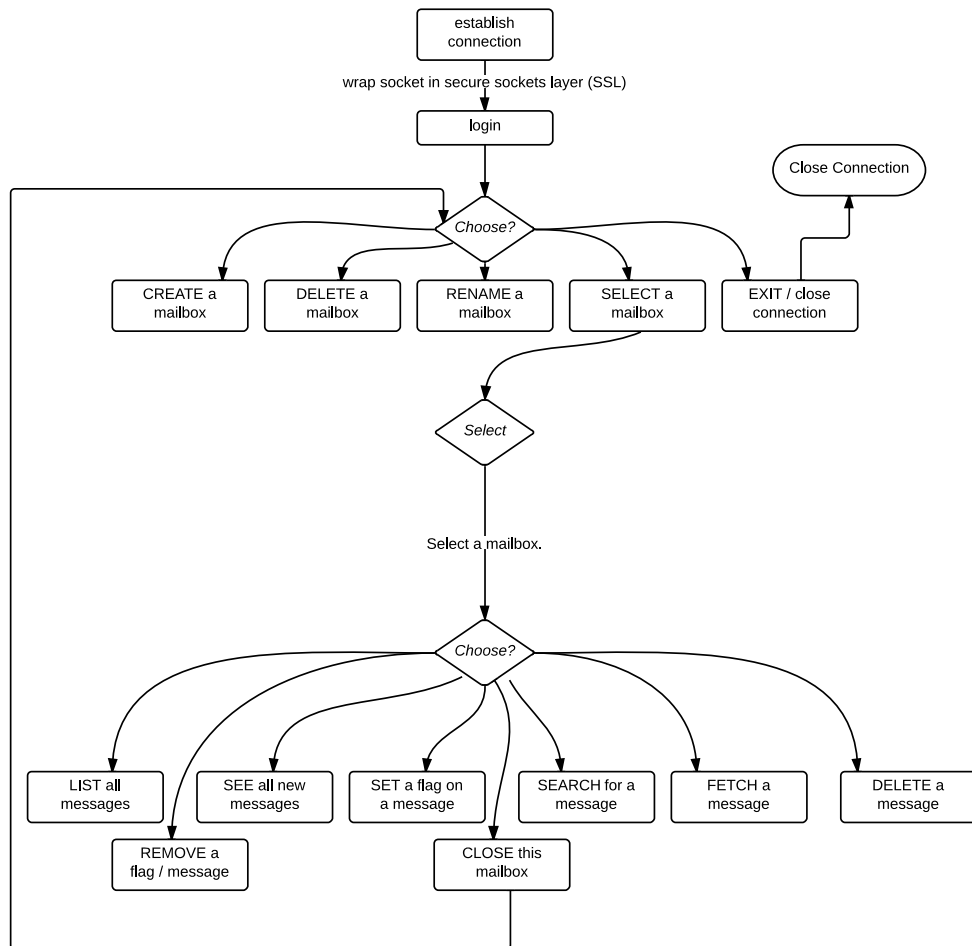 establish
connection
wrap socket in secure sockets layer (SSL)
login
Close Connection
Choose?
CREATE a
mailbox
DELETE a
mailbox
RENAME a
mailbox
SELECT a
mailbox
EXIT / close
connection
Select
Select a mailbox.
Choose?
LIST all
messages
SEE all new
messages
SET a flag on
a message
SEARCH for a
message
FETCH a
message
DELETE a
message
REMOVE a
flag / message
CLOSE this
mailbox